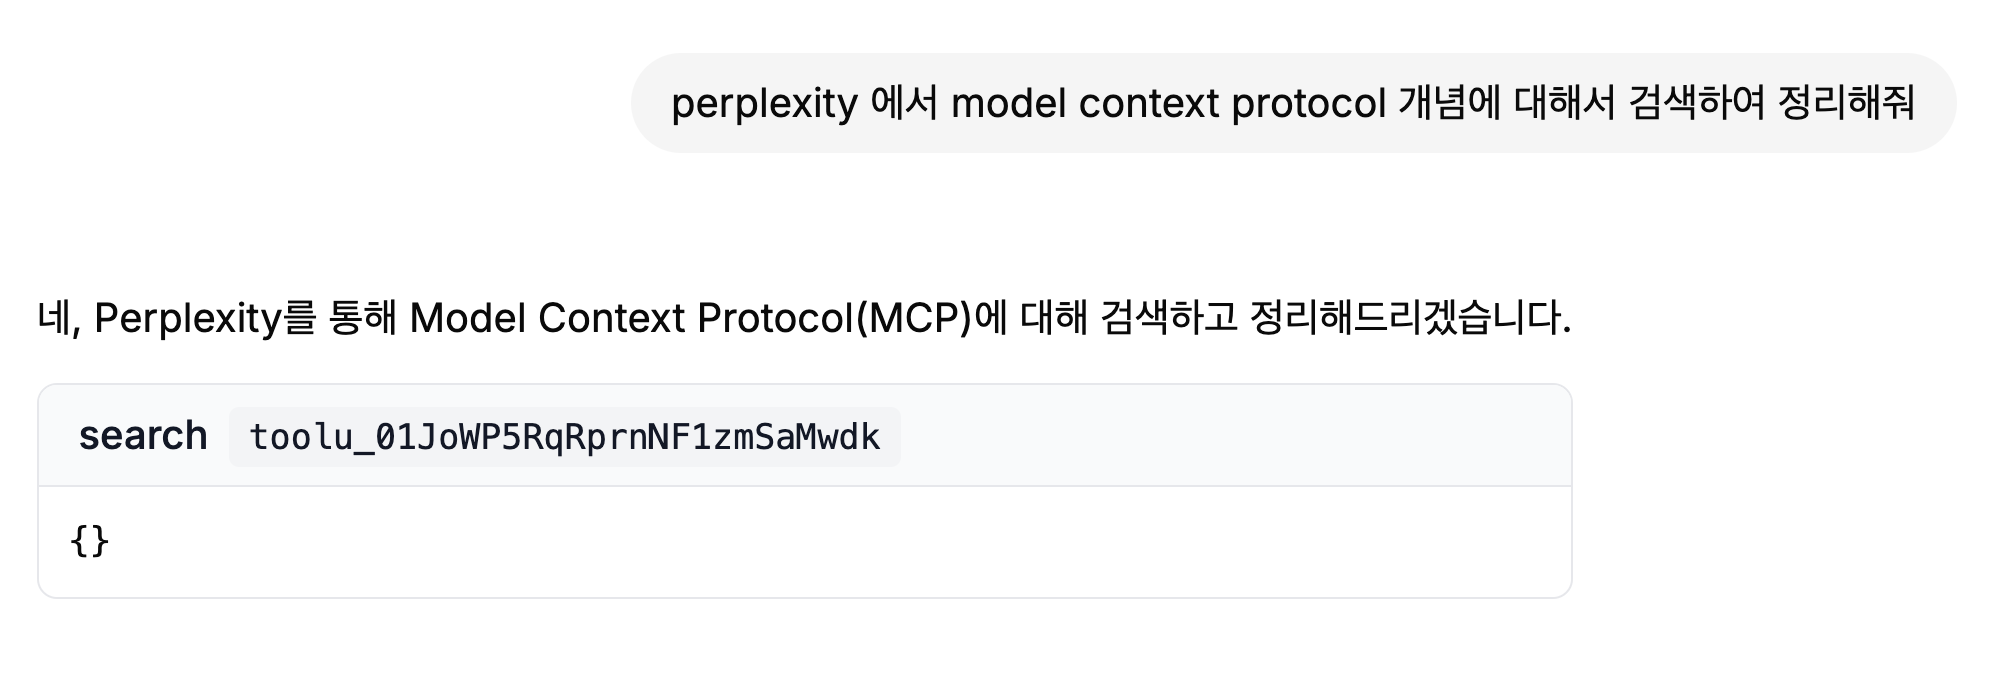 perplexity 에서 model context protocol 개념에 대해서 검색하여 정리해줘
네, Perplexity를 통해 Model Context Protocol(MCP)에 대해 검색하고 정리해드리겠습니다.
search toolu_01JoWP5RqRprnNF1zmSaMwdk
{}